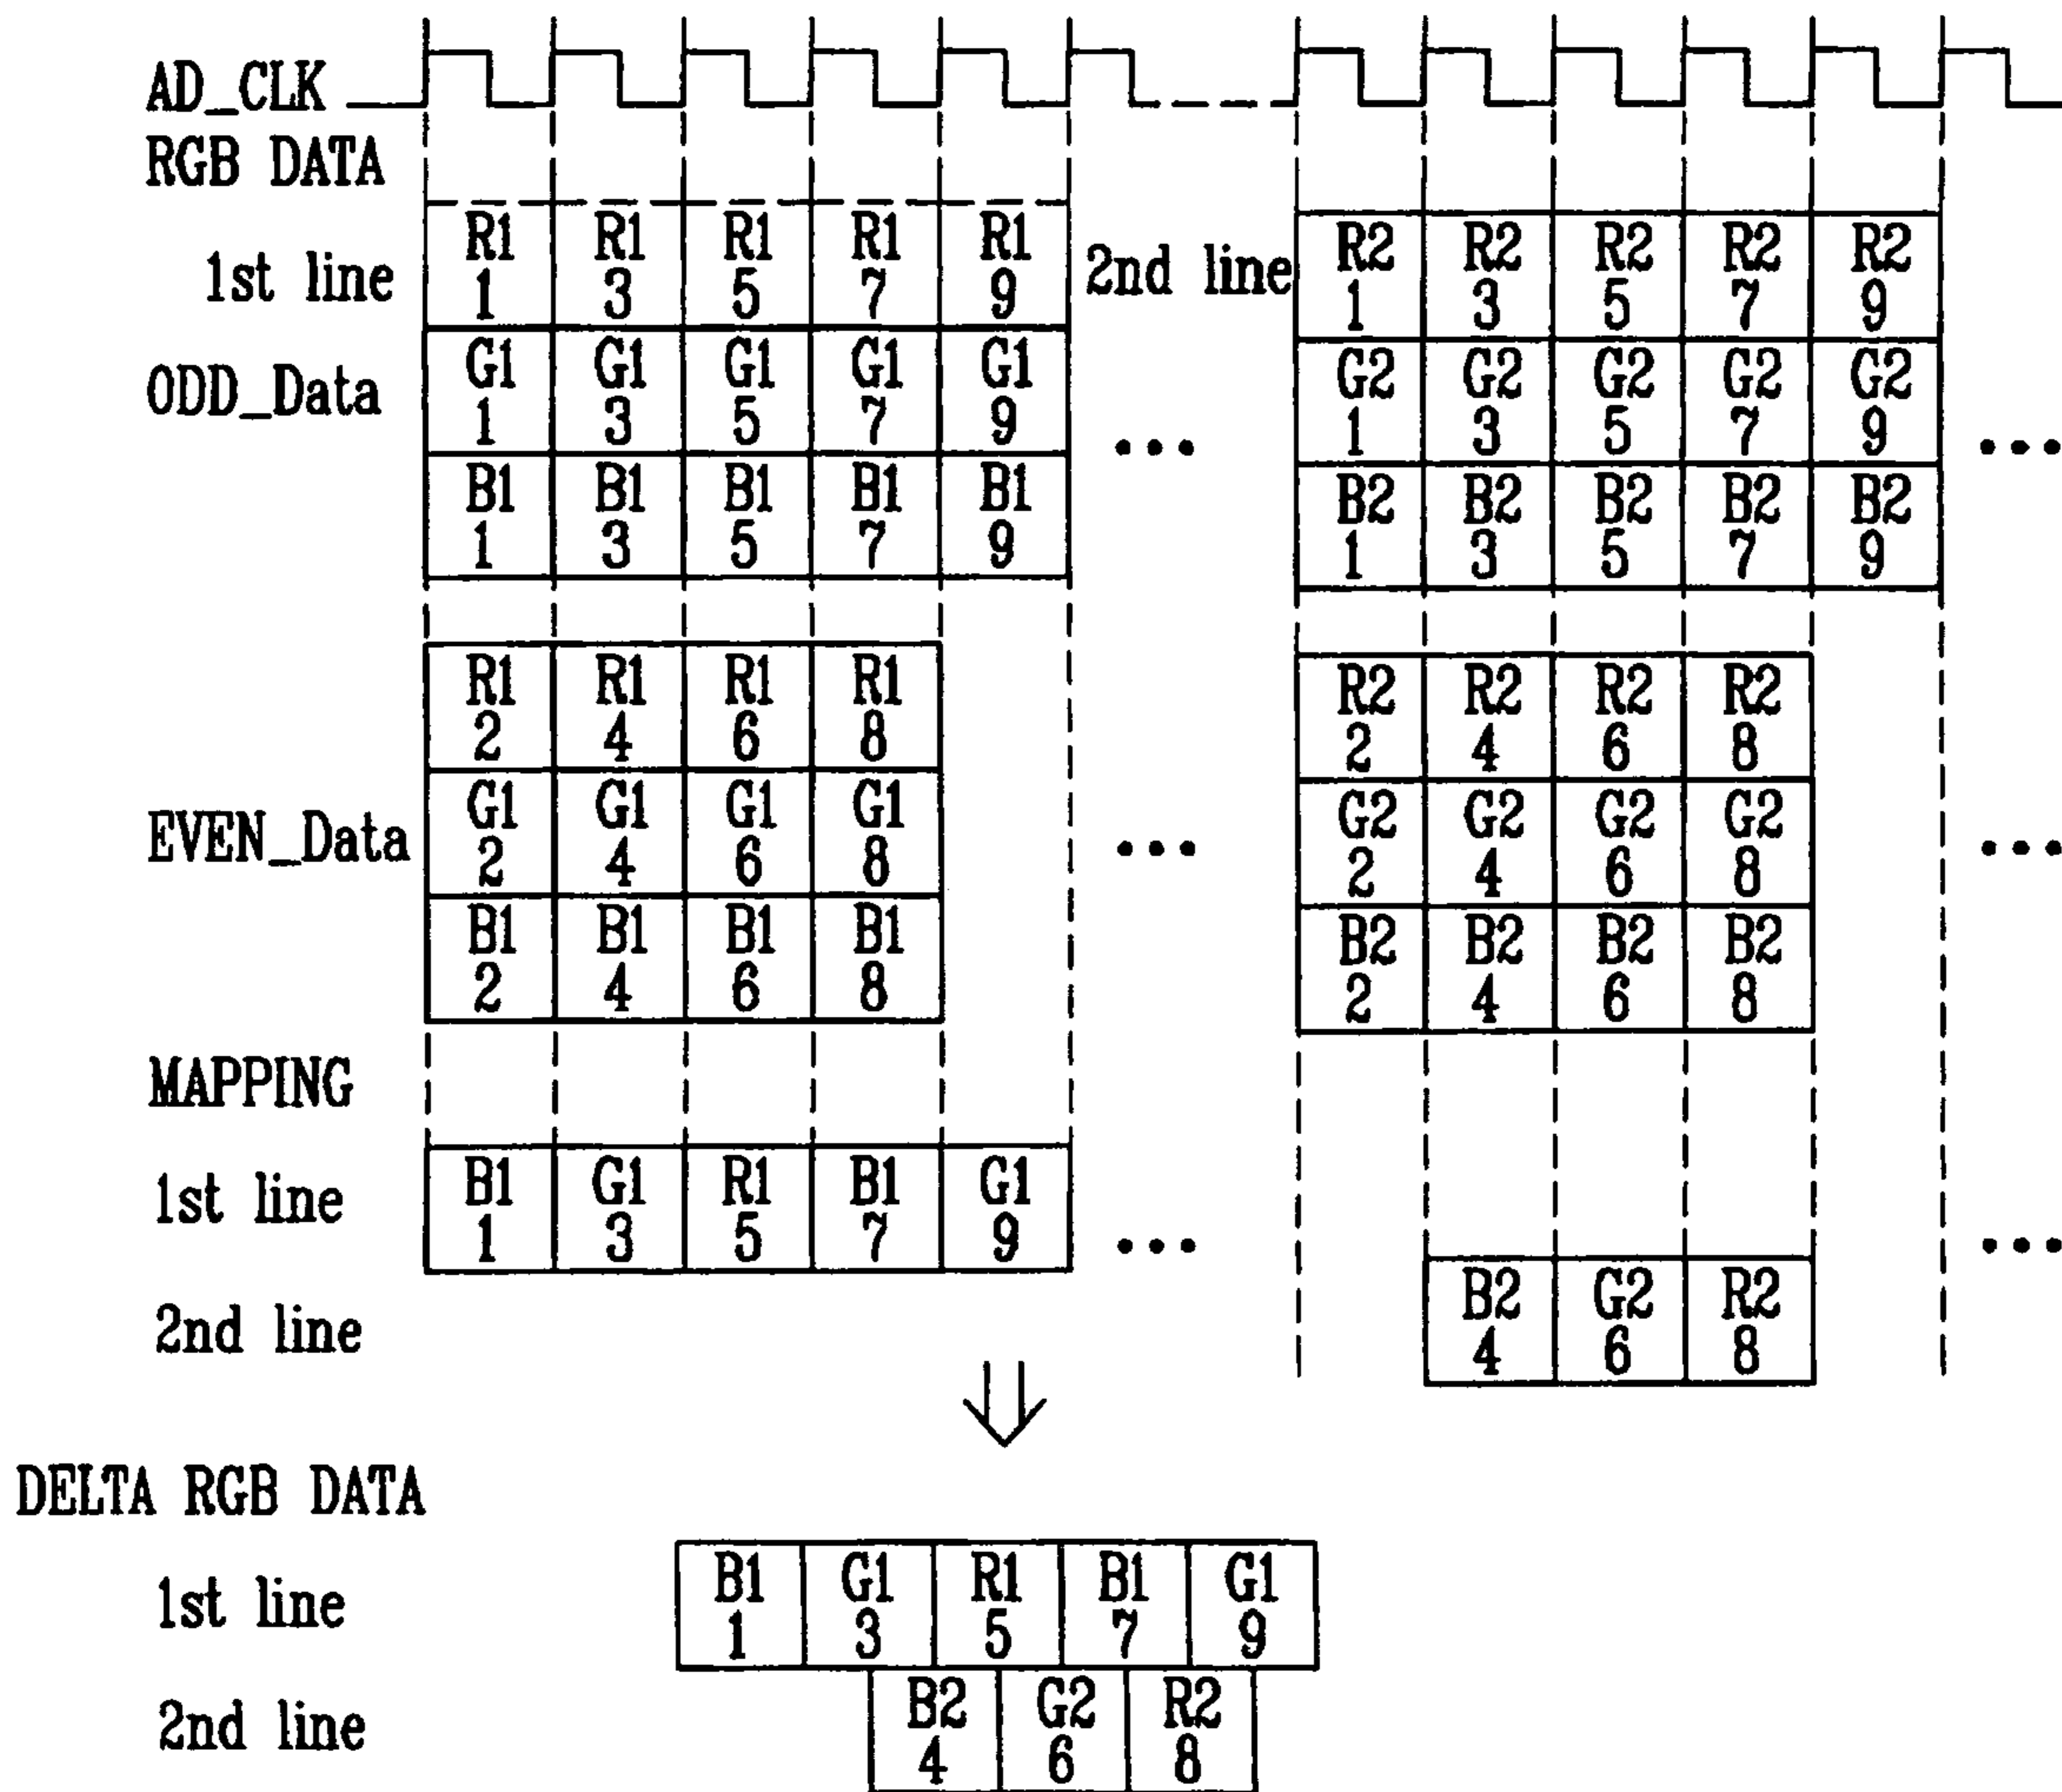 AD_CLK
RGB DATA
R1 R1 R1 R1 R1
1st line
1 3 5 7 9
2nd line
R2 R2 R2 R2 R2
1 3 5 7 9
ODD_Data
G1 G1 G1 G1 G1
1 3 5 7 9
...
G2 G2 G2 G2 G2
1 3 5 7 9
...
B1 B1 B1 B1 B1
1 3 5 7 9
B2 B2 B2 B2 B2
1 3 5 7 9
R1 R1 R1 R1
2 4 6 8
R2 R2 R2 R2
2 4 6 8
EVEN_Data
G1 G1 G1 G1
2 4 6 8
...
G2 G2 G2 G2
2 4 6 8
...
B1 B1 B1 B1
2 4 6 8
B2 B2 B2 B2
2 4 6 8
MAPPING
1st line
B1 G1 R1 B1 G1
1 3 5 7 9
...
...
2nd line
B2 G2 R2
4 6 8
DELTA RGB DATA
1st line
B1 G1 R1 B1 G1
1 3 5 7 9
2nd line
B2 G2 R2
4 6 8